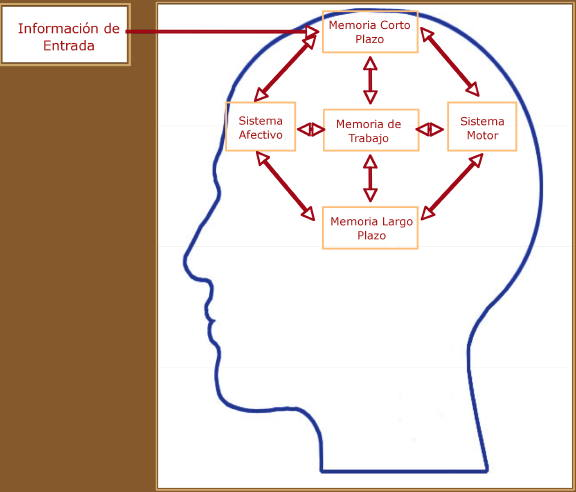 Información de
Entrada
Memoria Corto
Plazo
Sistema
Afectivo
Memoria de
Trabajo
Sistema
Motor
Memoria Largo
Plazo